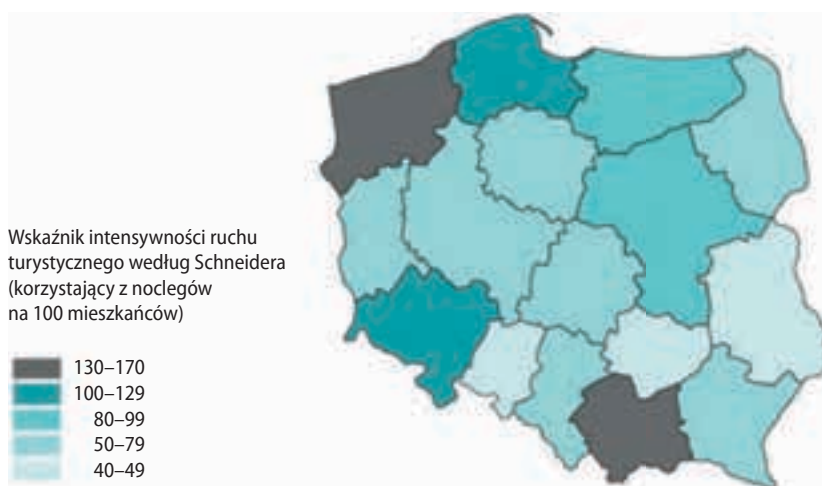 Wskaźnik intensywności ruchu
turystycznego według Schneidera
(korzystający z noclegów
na 100 mieszkańców)
130–170
100–129
80–99
50–79
40–49